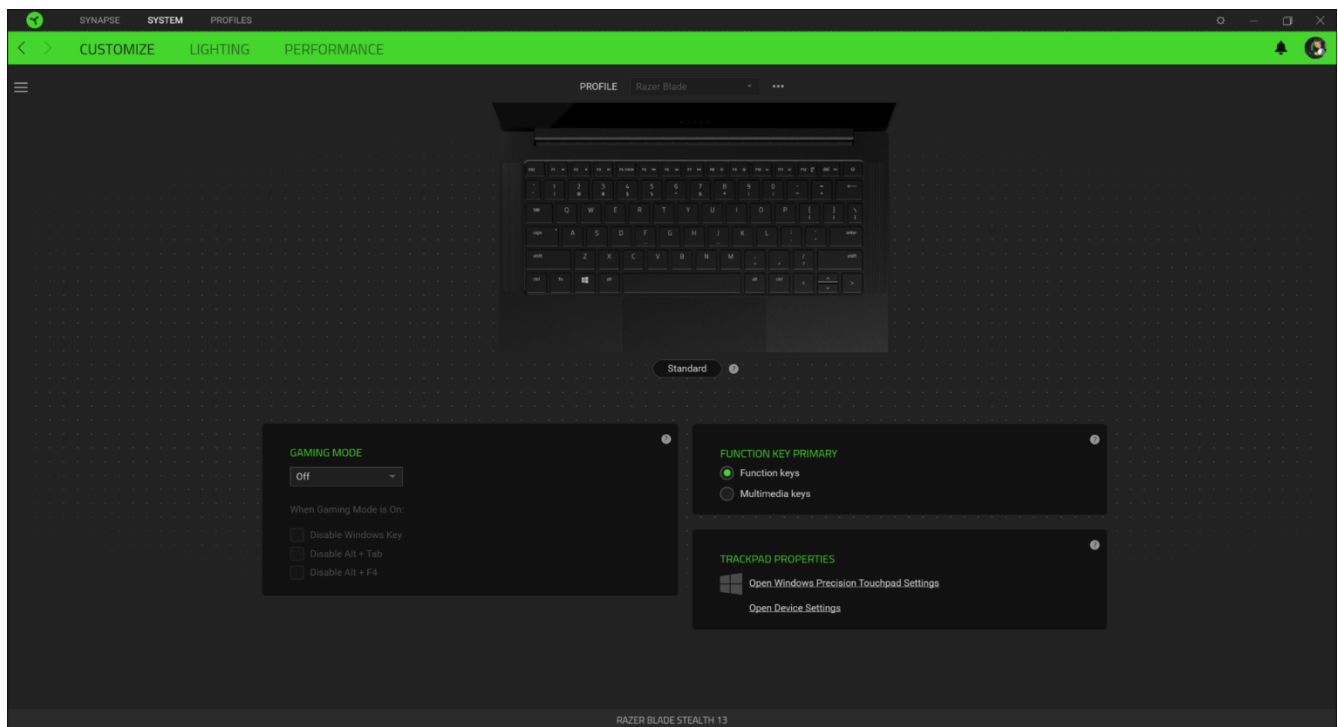 SYNAPSE SYSTEM PROFILES
CUSTOMIZE LIGHTING PERFORMANCE
PROFILE Razer Blade
Q W E R T Y U I O P
A S D F G H J K L
Z X C V B N M
Standard
GAMING MODE
Off
When Gaming Mode is On:
Disable Windows Key
Disable Alt + Tab
Disable Alt + F4
FUNCTION KEY PRIMARY
Function keys
Multimedia keys
TRACKPAD PROPERTIES
Open Windows Precision Touchpad Settings
Open Device Settings
RAZER BLADE STEALTH 13